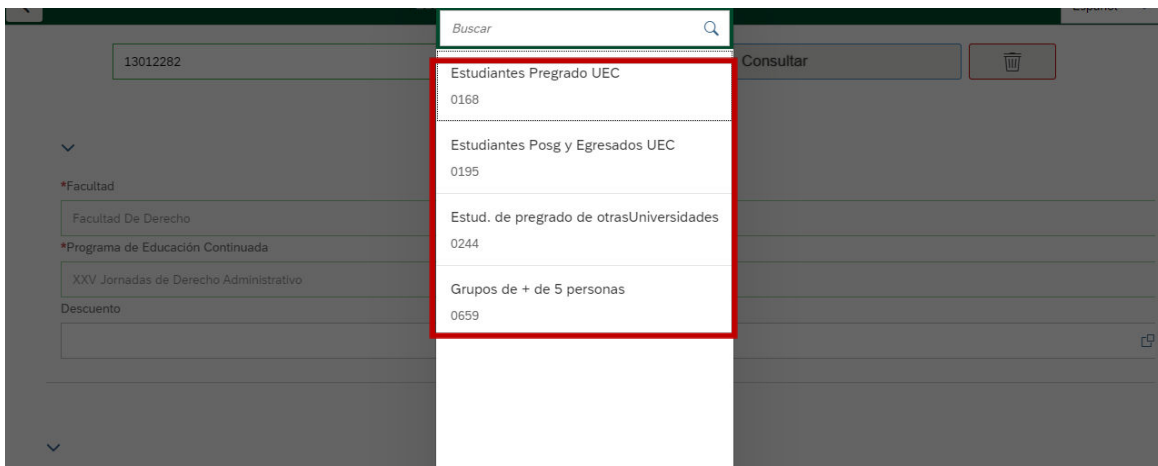 Buscar
13012282
Consultar
Estudiantes Pregrado UEC
0168
Estudiantes Posg y Egresados UEC
0195
*Facultad
Facultad De Derecho
Estud. de pregrado de otrasUniversidades
0244
*Programa de Educación Continuada
XXV Jornadas de Derecho Administrativo
Grupos de + de 5 personas
0659
Descuento